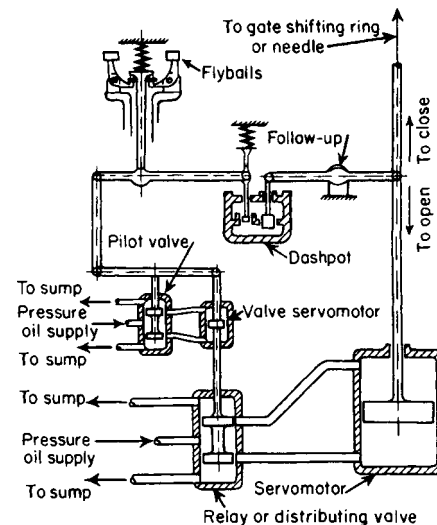 To gate shifting ring
or needle
Flyballs
Follow-up
To close
To open
Dashpot
Pilot valve
To sump
Pressure
oil supply
To sump
Valve servomotor
To sump
Pressure
oil supply
To sump
Servomotor
Relay or distributing valve